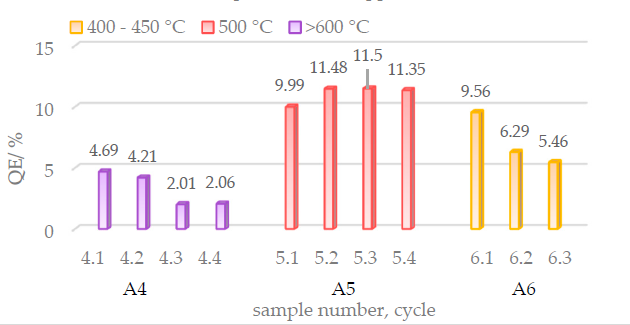 400 - 450 °C 500 °C >600 °C
15
10
5
0
QE/ %
4.69 4.21 2.01 2.06
9.99 11.48 11.5 11.35
9.56 6.29 5.46
4.1 4.2 4.3 4.4 5.1 5.2 5.3 5.4 6.1 6.2 6.3
A4 A5 A6
sample number, cycle